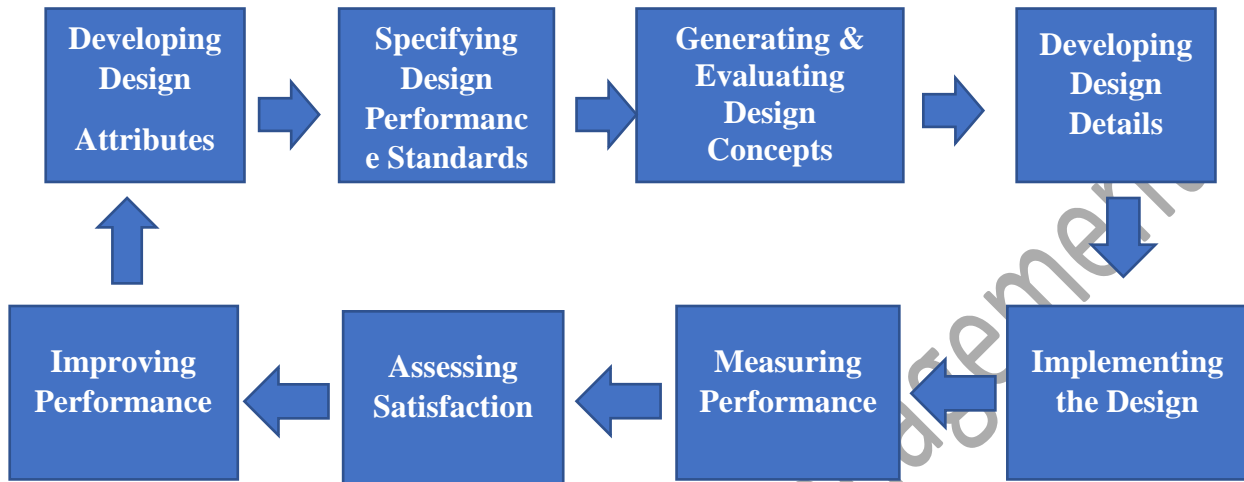 Developing
Design
Attributes
Specifying
Design
Performanc
e Standards
Generating &
Evaluating
Design
Concepts
Developing
Design
Details
Improving
Performance
Assessing
Satisfaction
Measuring
Performance
Implementing
the Design